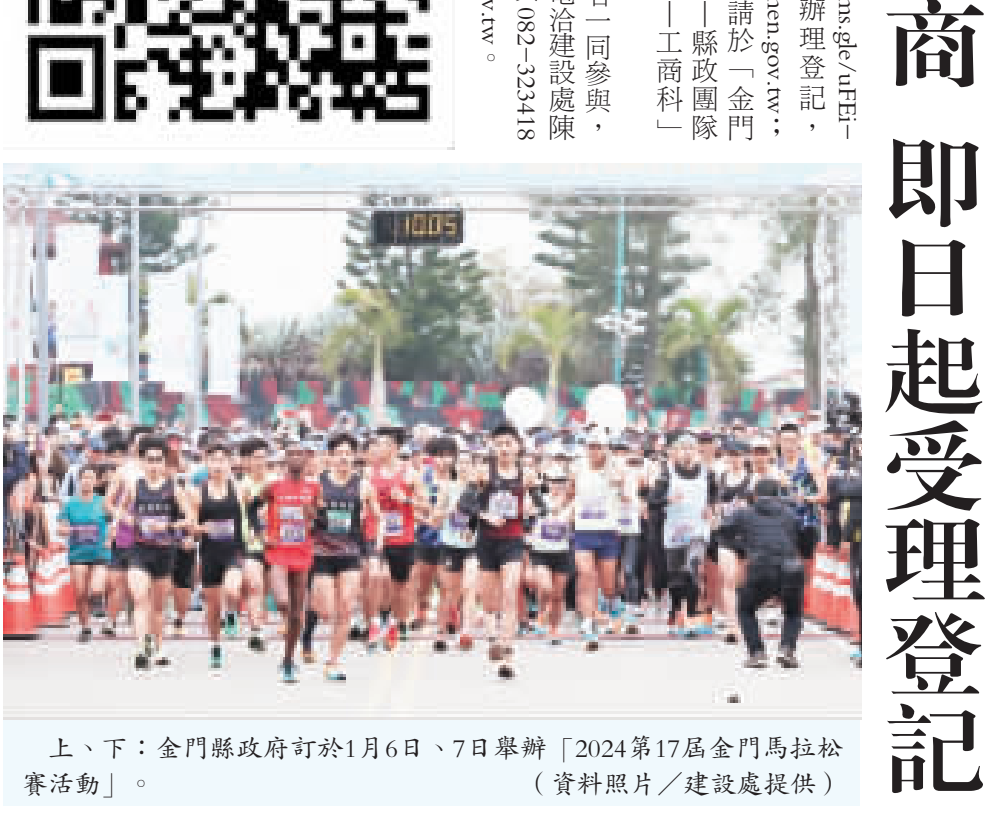 商 即日起受理登記
ms.gle/uFEi-
辦理登記，
men.gov.tw；
請於「金門
—縣政團隊
—工商科」
一同參與，
洽建設處陳
082-323418
v.tw。
10:05
上、下：金門縣政府訂於1月6日、7日舉辦「2024第17屆金門馬拉松
賽活動」。（資料照片／建設處提供）